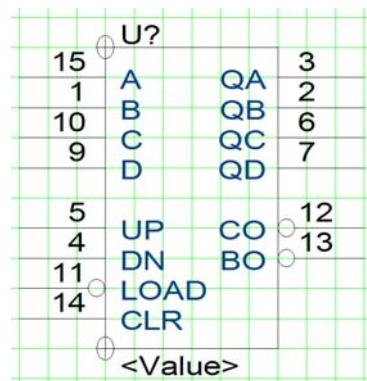 U?
15 A QA 3
1 B QB 2
10 C QC 6
9 D QD 7
5 UP CO 12
4 DN BO 13
11 LOAD
14 CLR
<Value>